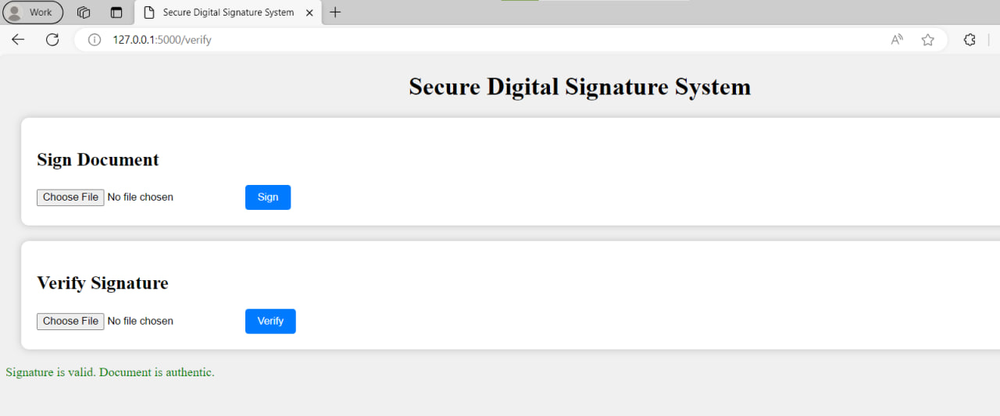 Work
Secure Digital Signature System
127.0.0.1:5000/verify
Secure Digital Signature System
Sign Document
Choose File No file chosen Sign
Verify Signature
Choose File No file chosen Verify
Signature is valid. Document is authentic.